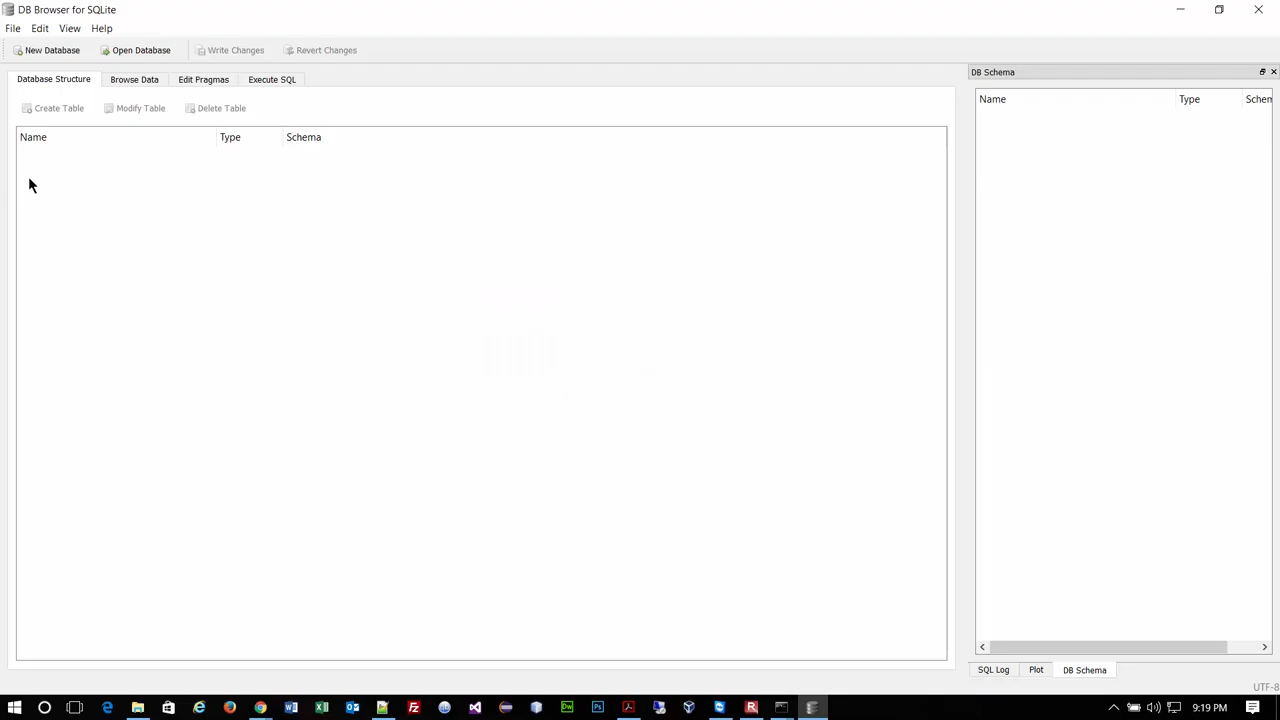 DB Browser for SQLite
File Edit View Help
New Database Open Database Write Changes Revert Changes
Database Structure Browse Data Edit Pragmas Execute SQL
Create Table Modify Table Delete Table
Name Type Schema
DB Schema
Name Type Schem
SQL Log Plot DB Schema
UTF-8
9:19 PM